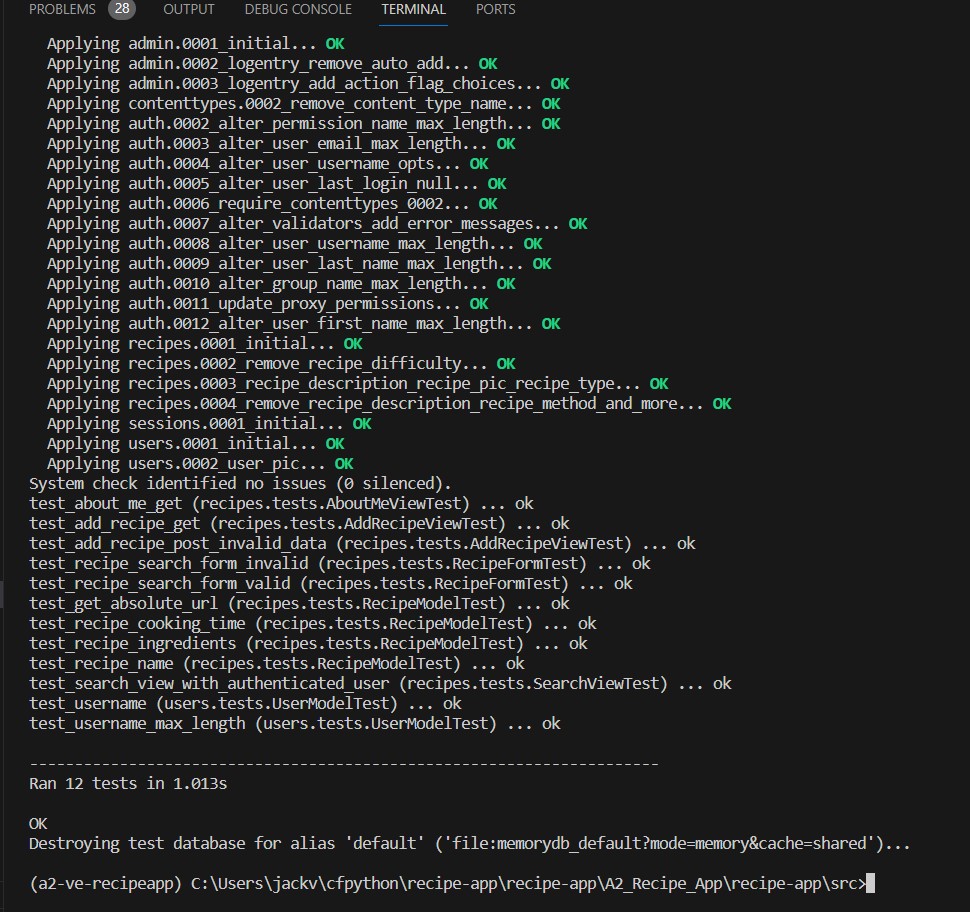 PROBLEMS 28 OUTPUT DEBUG CONSOLE TERMINAL PORTS
Applying admin.0001_initial... OK
Applying admin.0002_logentry_remove_auto_add... OK
Applying admin.0003_logentry_add_action_flag_choices... OK
Applying contenttypes.0002_remove_content_type_name... OK
Applying auth.0002_alter_permission_name_max_length... OK
Applying auth.0003_alter_user_email_max_length... OK
Applying auth.0004_alter_user_username_opts... OK
Applying auth.0005_alter_user_last_login_null... OK
Applying auth.0006_require_contenttypes_0002... OK
Applying auth.0007_alter_validators_add_error_messages... OK
Applying auth.0008_alter_user_username_max_length... OK
Applying auth.0009_alter_user_last_name_max_length... OK
Applying auth.0010_alter_group_name_max_length... OK
Applying auth.0011_update_proxy_permissions... OK
Applying auth.0012_alter_user_first_name_max_length... OK
Applying recipes.0001_initial... OK
Applying recipes.0002_remove_recipe_difficulty... OK
Applying recipes.0003_recipe_description_recipe_pic_recipe_type... OK
Applying recipes.0004_remove_recipe_description_recipe_method_and_more... OK
Applying sessions.0001_initial... OK
Applying users.0001_initial... OK
Applying users.0002_user_pic... OK
System check identified no issues (0 silenced).
test_about_me_get (recipes.tests.AboutMeViewTest) ... ok
test_add_recipe_get (recipes.tests.AddRecipeViewTest) ... ok
test_add_recipe_post_invalid_data (recipes.tests.AddRecipeViewTest) ... ok
test_recipe_search_form_invalid (recipes.tests.RecipeFormTest) ... ok
test_recipe_search_form_valid (recipes.tests.RecipeFormTest) ... ok
test_get_absolute_url (recipes.tests.RecipeModelTest) ... ok
test_recipe_cooking_time (recipes.tests.RecipeModelTest) ... ok
test_recipe_ingredients (recipes.tests.RecipeModelTest) ... ok
test_recipe_name (recipes.tests.RecipeModelTest) ... ok
test_search_view_with_authenticated_user (recipes.tests.SearchViewTest) ... ok
test_username (users.tests.UserModelTest) ... ok
test_username_max_length (users.tests.UserModelTest) ... ok
----------------------------------------------------------------------
Ran 12 tests in 1.013s
OK
Destroying test database for alias 'default' ('file:memorydb_default?mode=memory&cache=shared')...
(a2-ve-recipeapp) C:\Users\jackv\cfpython\recipe-app\recipe-app\A2_Recipe_App\recipe-app\src>